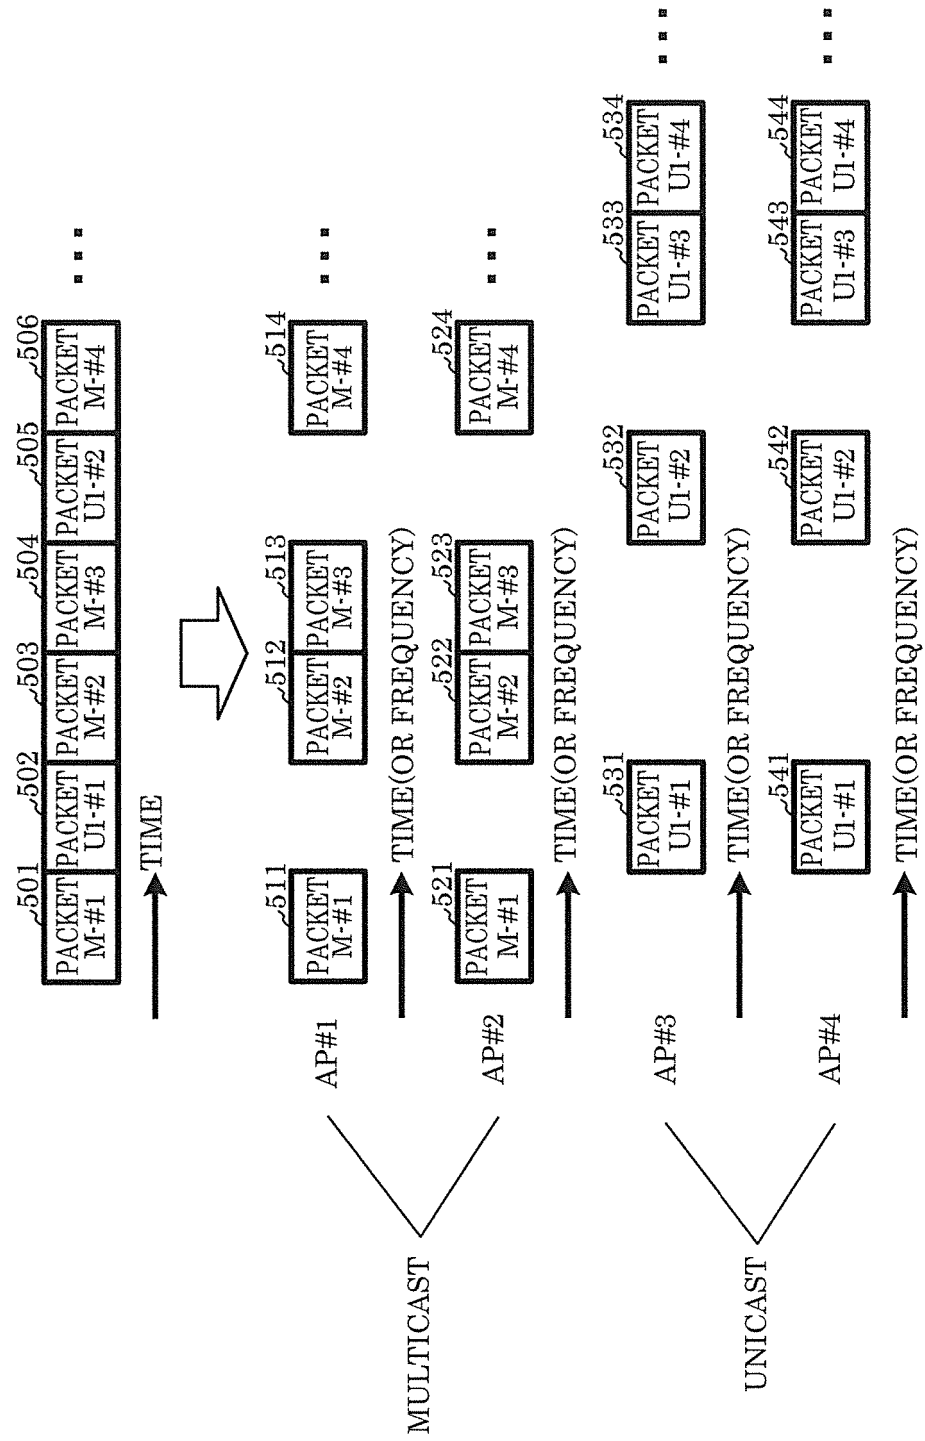 501 502 503 504 505 506
PACKET M-#1 PACKET U1-#1 PACKET M-#2 PACKET M-#3 PACKET U1-#2 PACKET M-#4 ...
TIME
MULTICAST
AP#1
511 512 513 514
PACKET M-#1 PACKET M-#2 PACKET M-#3 PACKET M-#4 ...
TIME(OR FREQUENCY)
AP#2
521 522 523 524
PACKET M-#1 PACKET M-#2 PACKET M-#3 PACKET M-#4 ...
TIME(OR FREQUENCY)
UNICAST
AP#3
531 532 533 534
PACKET U1-#1 PACKET U1-#2 PACKET U1-#3 PACKET U1-#4 ...
TIME(OR FREQUENCY)
AP#4
541 542 543 544
PACKET U1-#1 PACKET U1-#2 PACKET U1-#3 PACKET U1-#4 ...
TIME(OR FREQUENCY)